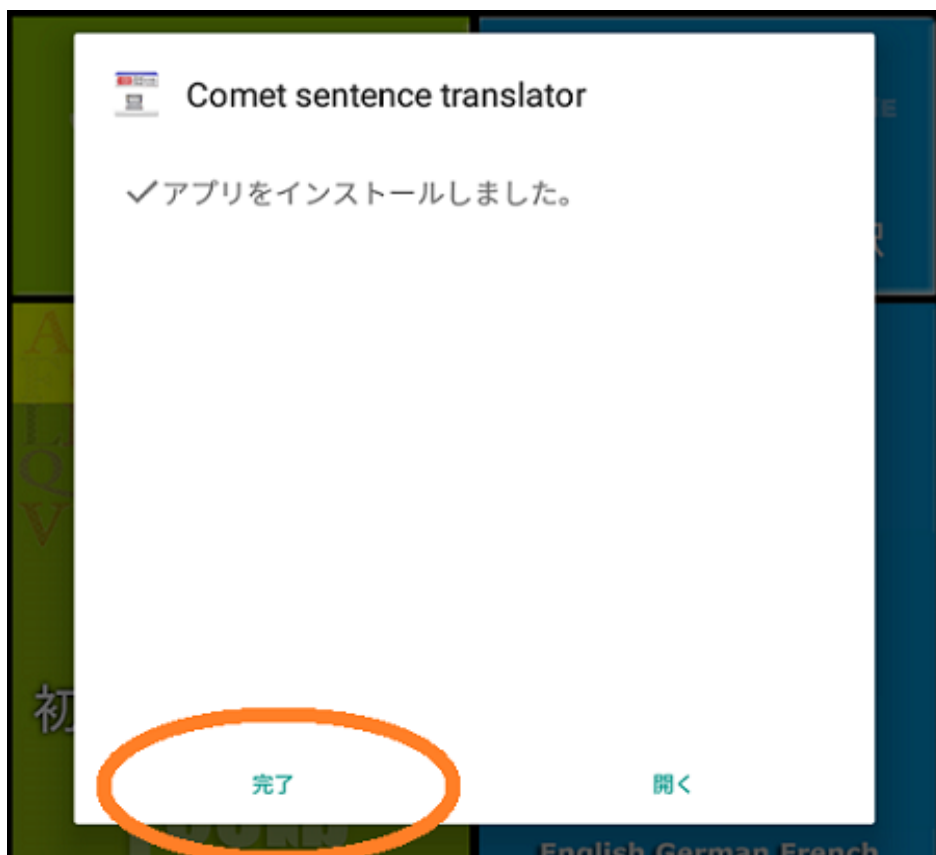 Comet sentence translator
アプリをインストールしました。
A
Q
V
初
完了
開く
English German French